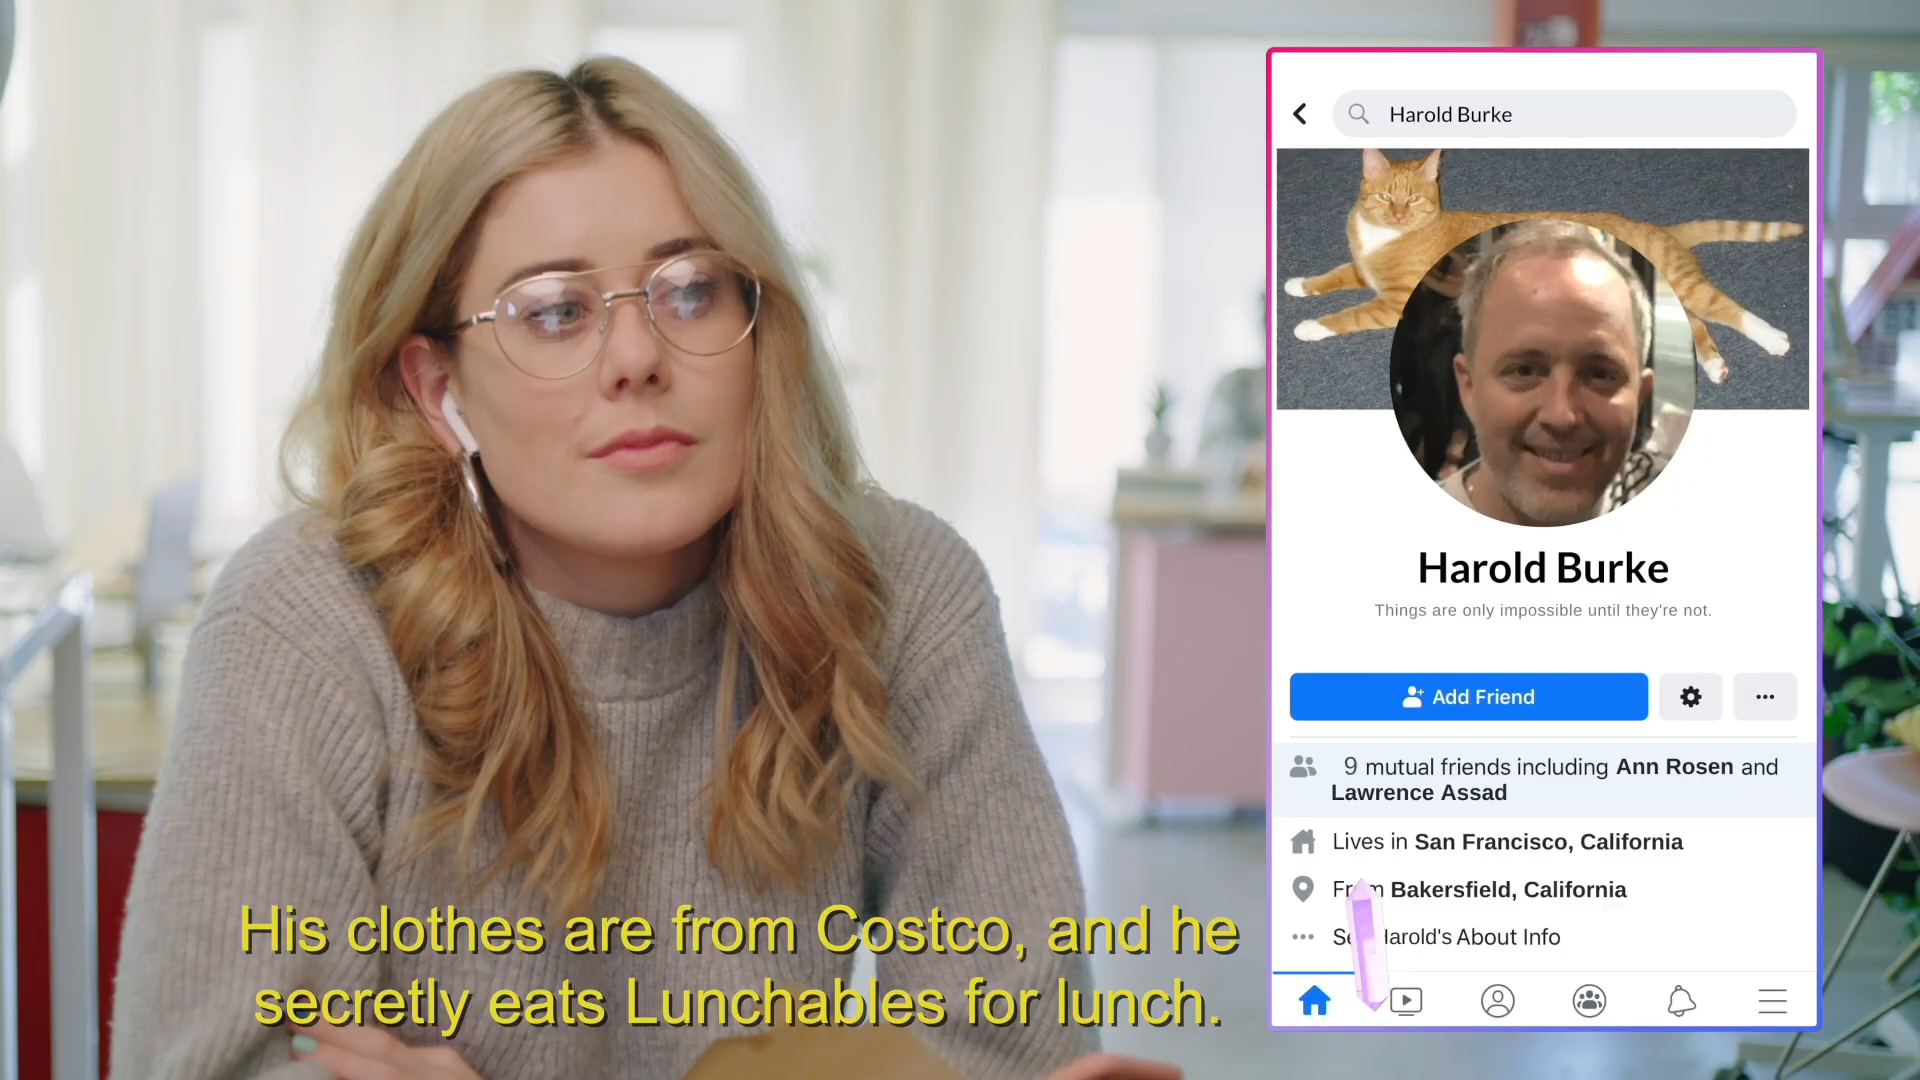 Harold Burke
Harold Burke
Things are only impossible until they're not.
Add Friend
9 mutual friends including Ann Rosen and
Lawrence Assad
Lives in San Francisco, California
From Bakersfield, California
Harold's About Info
His clothes are from Costco, and he
secretly eats Lunchables for lunch.